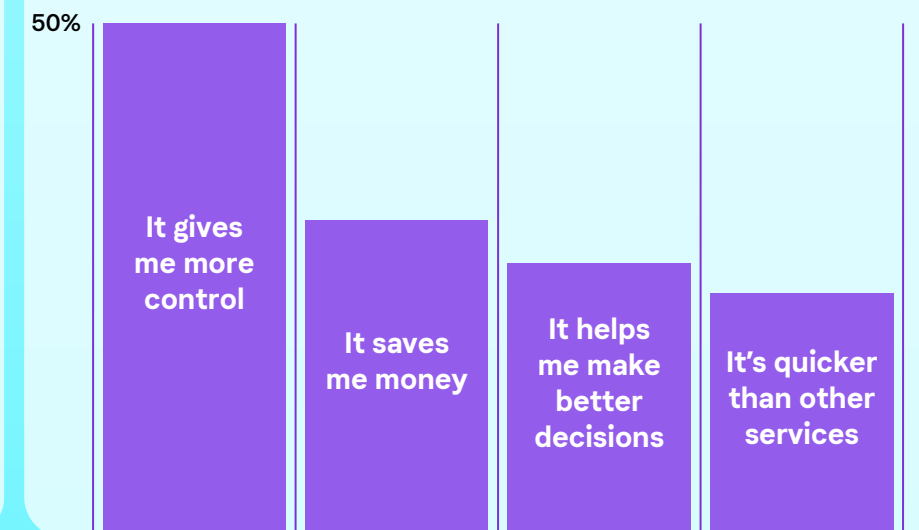 50%
It gives
me more
control
It saves
me money
It helps
me make
better
decisions
It’s quicker
than other
services